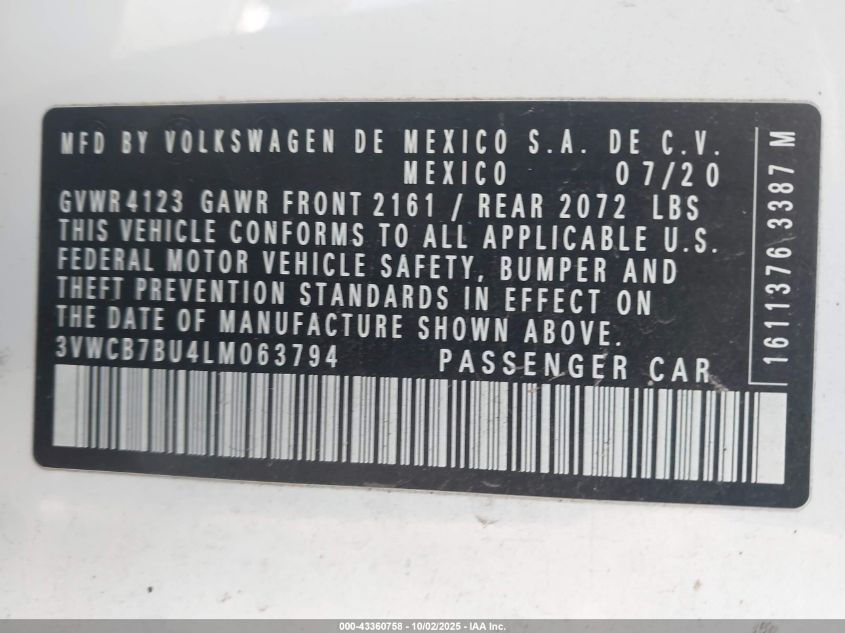 MFD BY VOLKSWAGEN DE MEXICO S.A. DE C.V.
MEXICO 07/20
GVWR 4123 GAWR FRONT 2161 / REAR 2072 LBS
THIS VEHICLE CONFORMS TO ALL APPLICABLE U.S.
FEDERAL MOTOR VEHICLE SAFETY, BUMPER AND
THEFT PREVENTION STANDARDS IN EFFECT ON
THE DATE OF MANUFACTURE SHOWN ABOVE.
3VWCB7BU4LM063794 PASSENGER CAR
1611376 3387 M
000-43360758 - 10/02/2025 - IAA Inc.